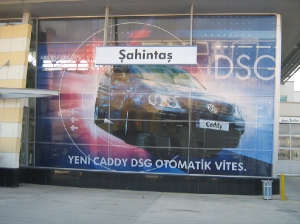 Şahintaş
DSG
Caddy
YENİ CADDY DSG OTOMATİK VİTES.